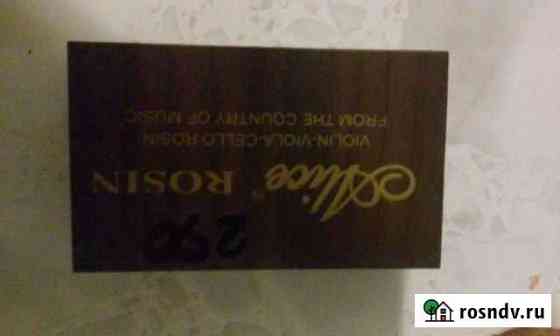 Alice ROSIN
VIOLIN-VIOLA-CELLO-ROSIN
FROM THE COUNTRY OF MUSIC
250
rosndv.ru